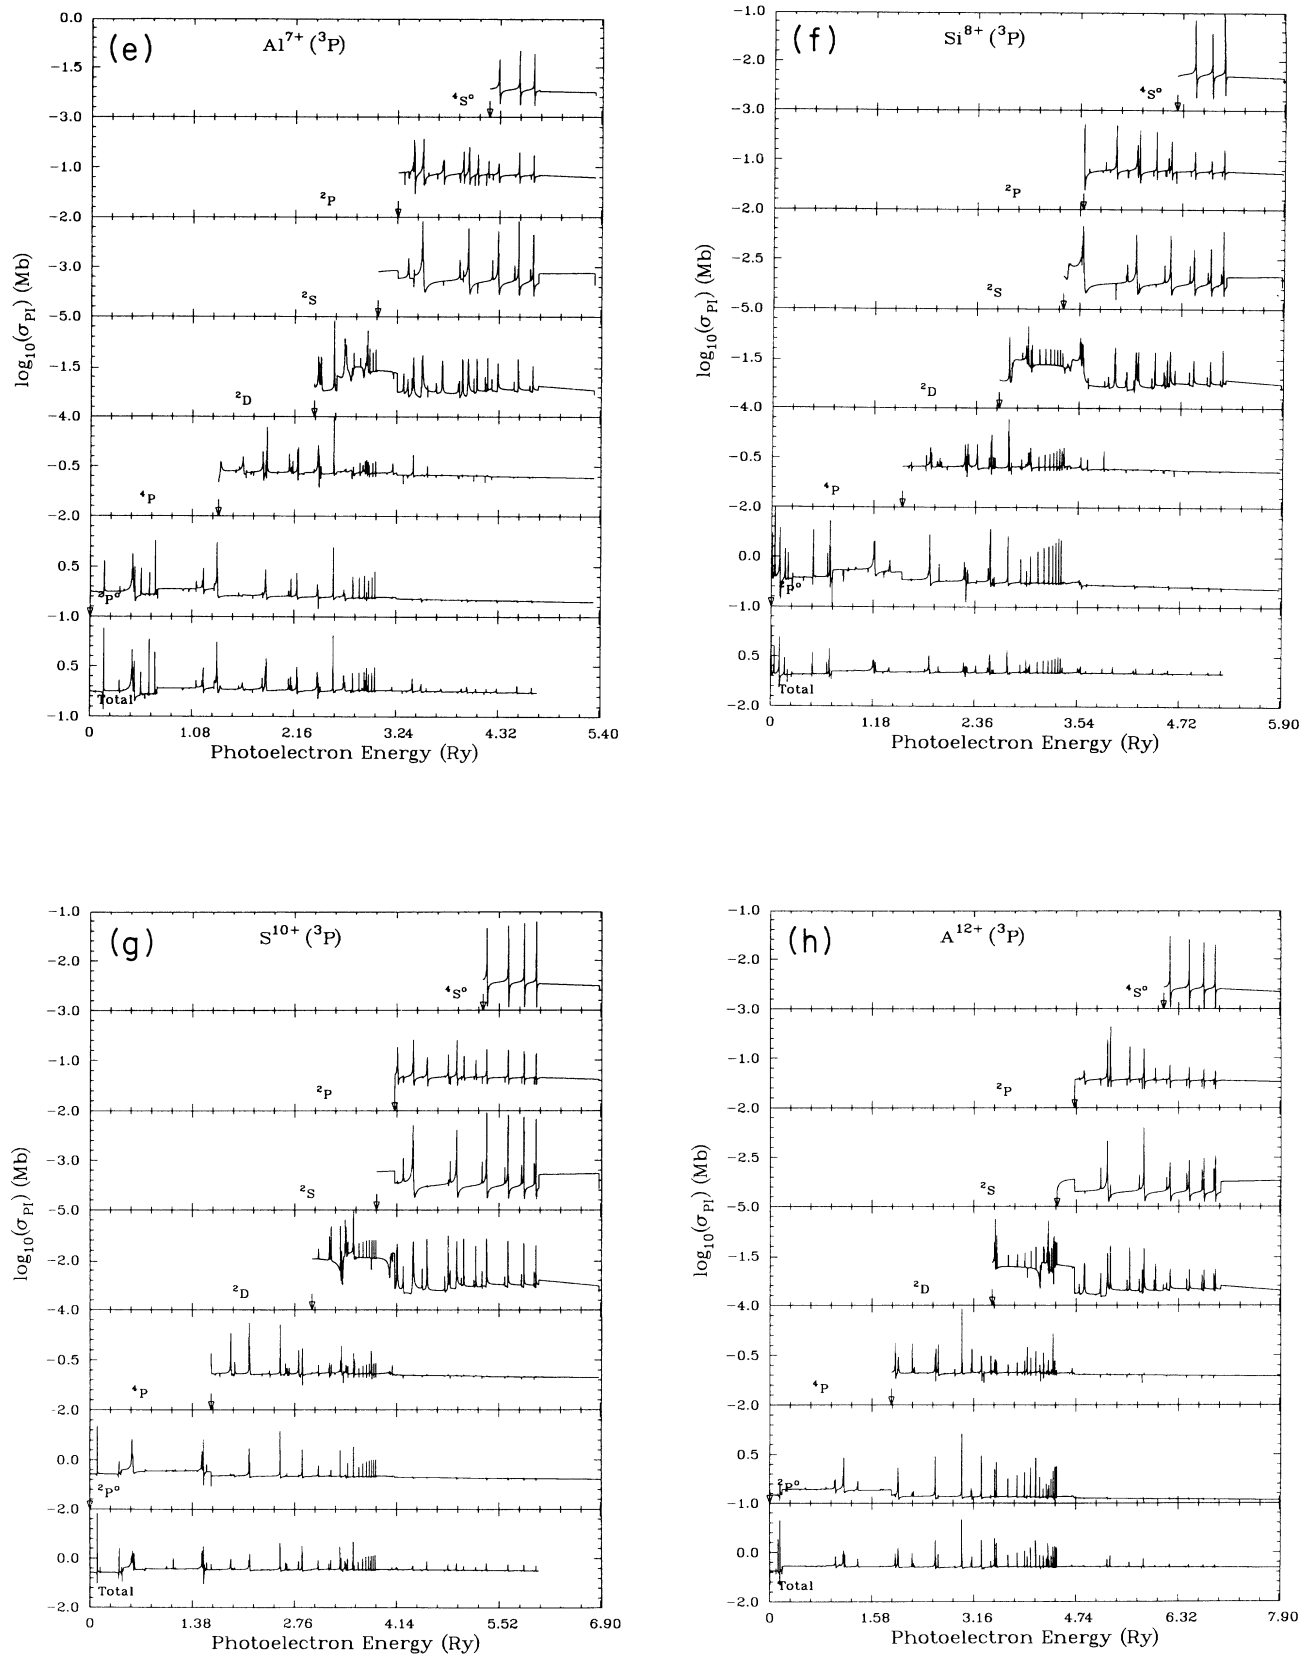 (e)
Al⁷⁺ (³P)
0.0
−1.5
⁴Sᵒ
−3.0
−1.0
²P
−2.0
−3.0
²S
−5.0
−1.5
²D
−4.0
−0.5
⁴P
−2.0
0.5
²Pᵒ
−1.0
0.5
Total
−1.0
log₁₀(σPI) (Mb)
0 1.08 2.16 3.24 4.32 5.40
Photoelectron Energy (Ry)
(f)
Si⁸⁺ (³P)
−1.0
−2.0
⁴Sᵒ
−3.0
−1.0
²P
−2.0
−2.5
²S
−5.0
−1.5
²D
−4.0
−0.5
⁴P
−2.0
0.0
²Pᵒ
−1.0
0.5
Total
−2.0
log₁₀(σPI) (Mb)
0 1.18 2.36 3.54 4.72 5.90
Photoelectron Energy (Ry)
(g)
S¹⁰⁺ (³P)
−1.0
−2.0
⁴Sᵒ
−3.0
−1.0
²P
−2.0
−3.0
²S
−5.0
−2.0
²D
−4.0
−0.5
⁴P
−2.0
0.0
²Pᵒ
−2.0
0.0
Total
−2.0
log₁₀(σPI) (Mb)
0 1.38 2.76 4.14 5.52 6.90
Photoelectron Energy (Ry)
(h)
A¹²⁺ (³P)
−1.0
−2.0
⁴Sᵒ
−3.0
−1.0
²P
−2.0
−2.5
²S
−5.0
−1.5
²D
−4.0
−0.5
⁴P
−2.0
0.5
²Pᵒ
−1.0
0.0
Total
−2.0
log₁₀(σPI) (Mb)
0 1.58 3.16 4.74 6.32 7.90
Photoelectron Energy (Ry)